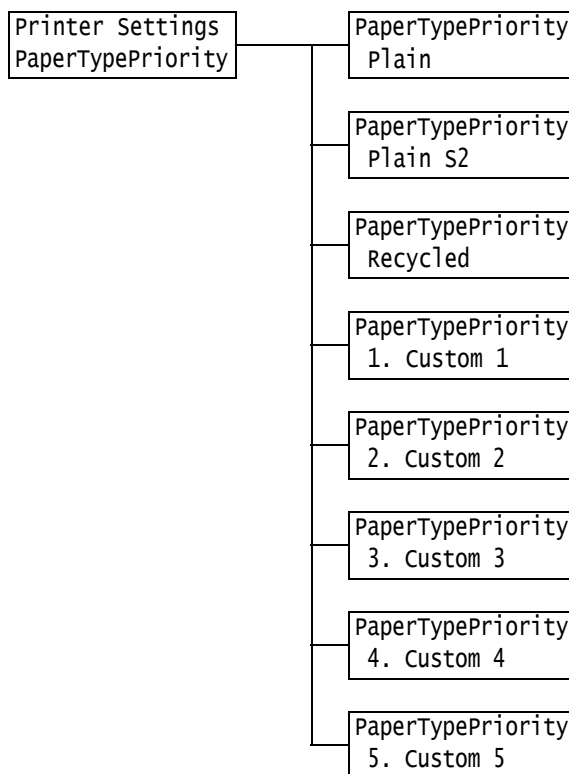 Printer Settings
PaperTypePriority
PaperTypePriority
Plain
PaperTypePriority
Plain S2
PaperTypePriority
Recycled
PaperTypePriority
1. Custom 1
PaperTypePriority
2. Custom 2
PaperTypePriority
3. Custom 3
PaperTypePriority
4. Custom 4
PaperTypePriority
5. Custom 5